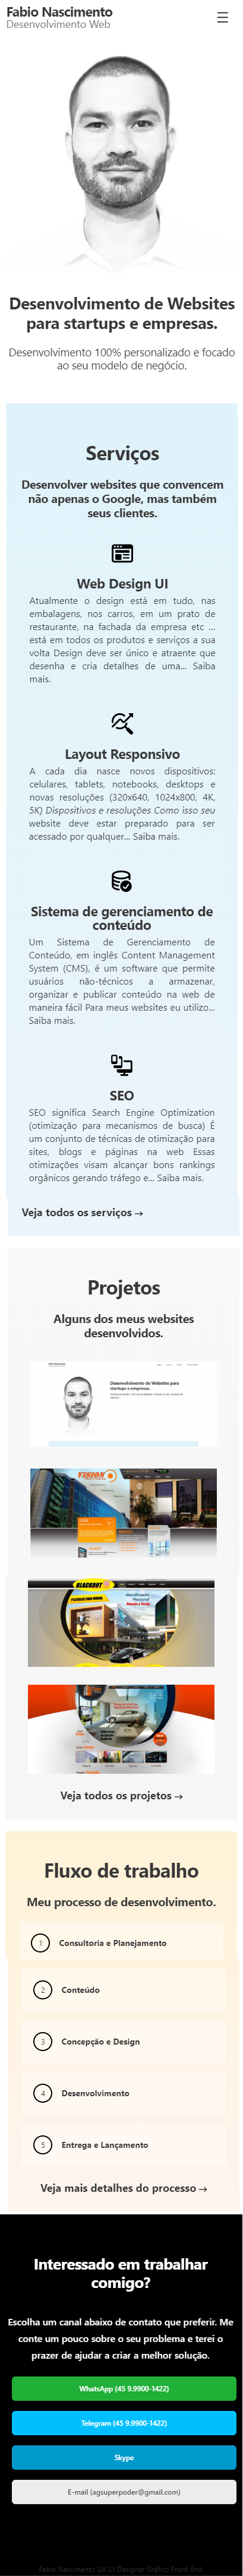 Fabio Nascimento
Desenvolvimento Web
☰
Desenvolvimento de Websites
para startups e empresas.
Desenvolvimento 100% personalizado e focado
ao seu modelo de negócio.
Serviços
Desenvolver websites que convencem
não apenas o Google, mas também
seus clientes.
Web Design UI
Atualmente o design está em tudo, nas
embalagens, nos carros, em um prato de
restaurante, na fachada da empresa etc ...
está em todos os produtos e serviços a sua
volta Design deve ser único e atraente que
desenha e cria detalhes de uma... Saiba
mais.
Layout Responsivo
A cada dia nasce novos dispositivos:
celulares, tablets, notebooks, desktops e
novas resoluções (320x640, 1024x800, 4K,
5K) Dispositivos e resoluções Como isso seu
website deve estar preparado para ser
acessado por qualquer... Saiba mais.
Sistema de gerenciamento de
conteúdo
Um Sistema de Gerenciamento de
Conteúdo, em inglês Content Management
System (CMS), é um software que permite
usuários não-técnicos a armazenar,
organizar e publicar conteúdo na web de
maneira fácil Para meus websites eu utilizo...
Saiba mais.
SEO
SEO significa Search Engine Optimization
(otimização para mecanismos de busca) É
um conjunto de técnicas de otimização para
sites, blogs e páginas na web Essas
otimizações visam alcançar bons rankings
orgânicos gerando tráfego e... Saiba mais.
Veja todos os serviços →
Projetos
Alguns dos meus websites
desenvolvidos.
Desenvolvimento de Websites para
startups e empresas.
VISION
BLACKOUT
Veja todos os projetos →
Fluxo de trabalho
Meu processo de desenvolvimento.
1 Consultoria e Planejamento
2 Conteúdo
3 Concepção e Design
4 Desenvolvimento
5 Entrega e Lançamento
Veja mais detalhes do processo →
Interessado em trabalhar
comigo?
Escolha um canal abaixo de contato que preferir. Me
conte um pouco sobre o seu problema e terei o
prazer de ajudar a criar a melhor solução.
WhatsApp (45 9.9900-1422)
Telegram (45 9.9900-1422)
Skype
E-mail (agsuperpoder@gmail.com)
Fabio Nascimento UX UI Designer Gráfico Front-End